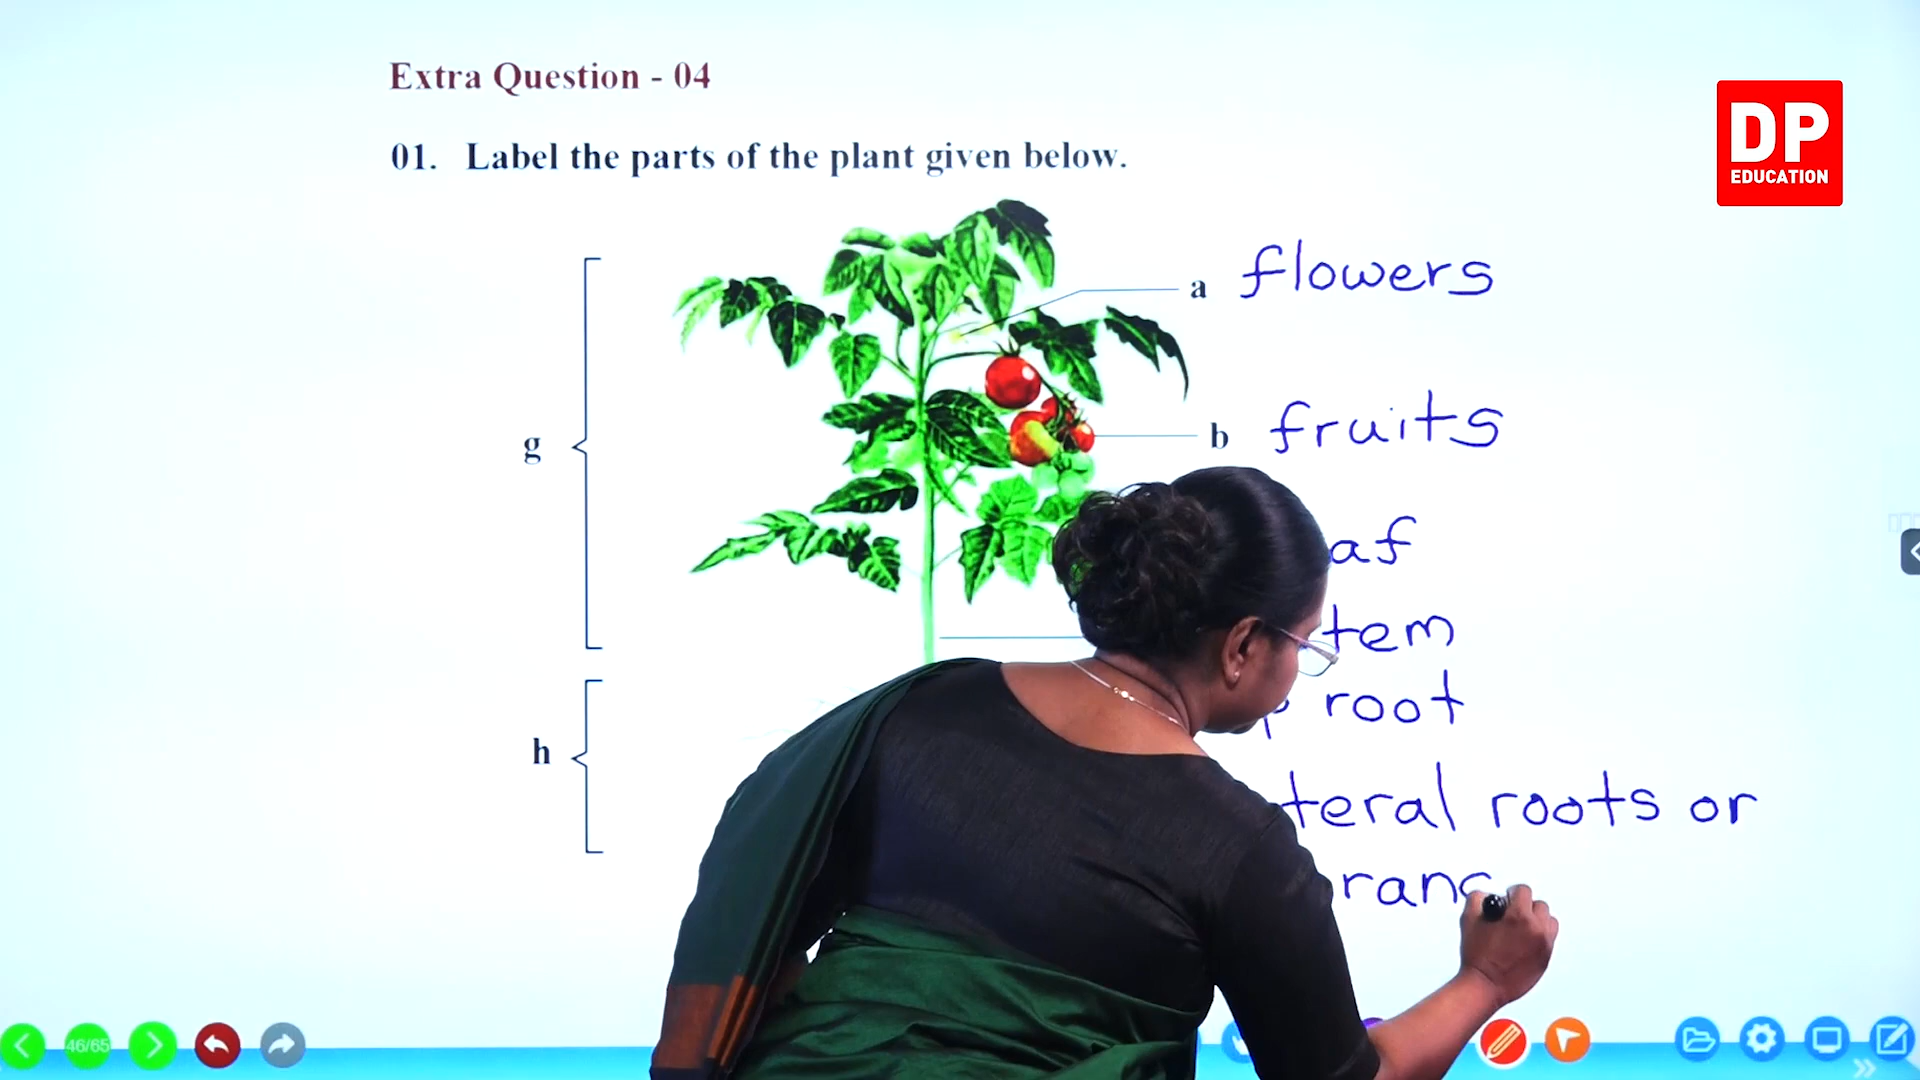 Extra Question - 04
DP
EDUCATION
01. Label the parts of the plant given below.
a flowers
g
b fruits
af
tem
root
h
teral roots or
ranc
46/65